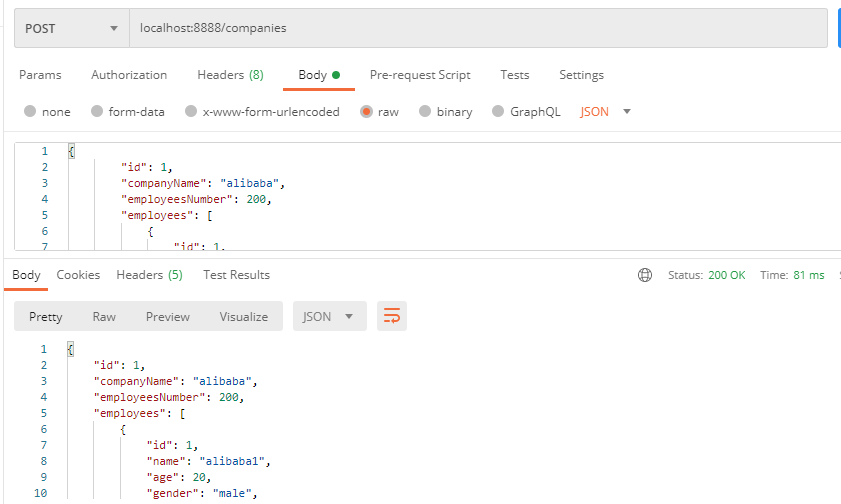 POST localhost:8888/companies
Params Authorization Headers (8) Body Pre-request Script Tests Settings
none form-data x-www-form-urlencoded raw binary GraphQL JSON
1 {
2 "id": 1,
3 "companyName": "alibaba",
4 "employeesNumber": 200,
5 "employees": [
6 {
7 "id": 1,
Body Cookies Headers (5) Test Results Status: 200 OK Time: 81 ms
Pretty Raw Preview Visualize JSON
1 {
2 "id": 1,
3 "companyName": "alibaba",
4 "employeesNumber": 200,
5 "employees": [
6 {
7 "id": 1,
8 "name": "alibaba1",
9 "age": 20,
10 "gender": "male",